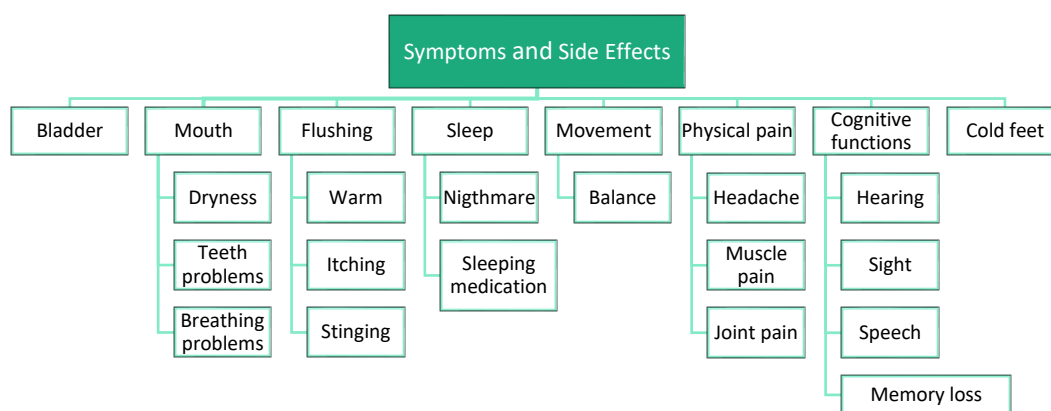 Symptoms and Side Effects
Bladder
Mouth
Flushing
Sleep
Movement
Physical pain
Cognitive
functions
Cold feet
Dryness
Teeth
problems
Breathing
problems
Warm
Itching
Stinging
Nigthmare
Sleeping
medication
Balance
Headache
Muscle
pain
Joint pain
Hearing
Sight
Speech
Memory loss